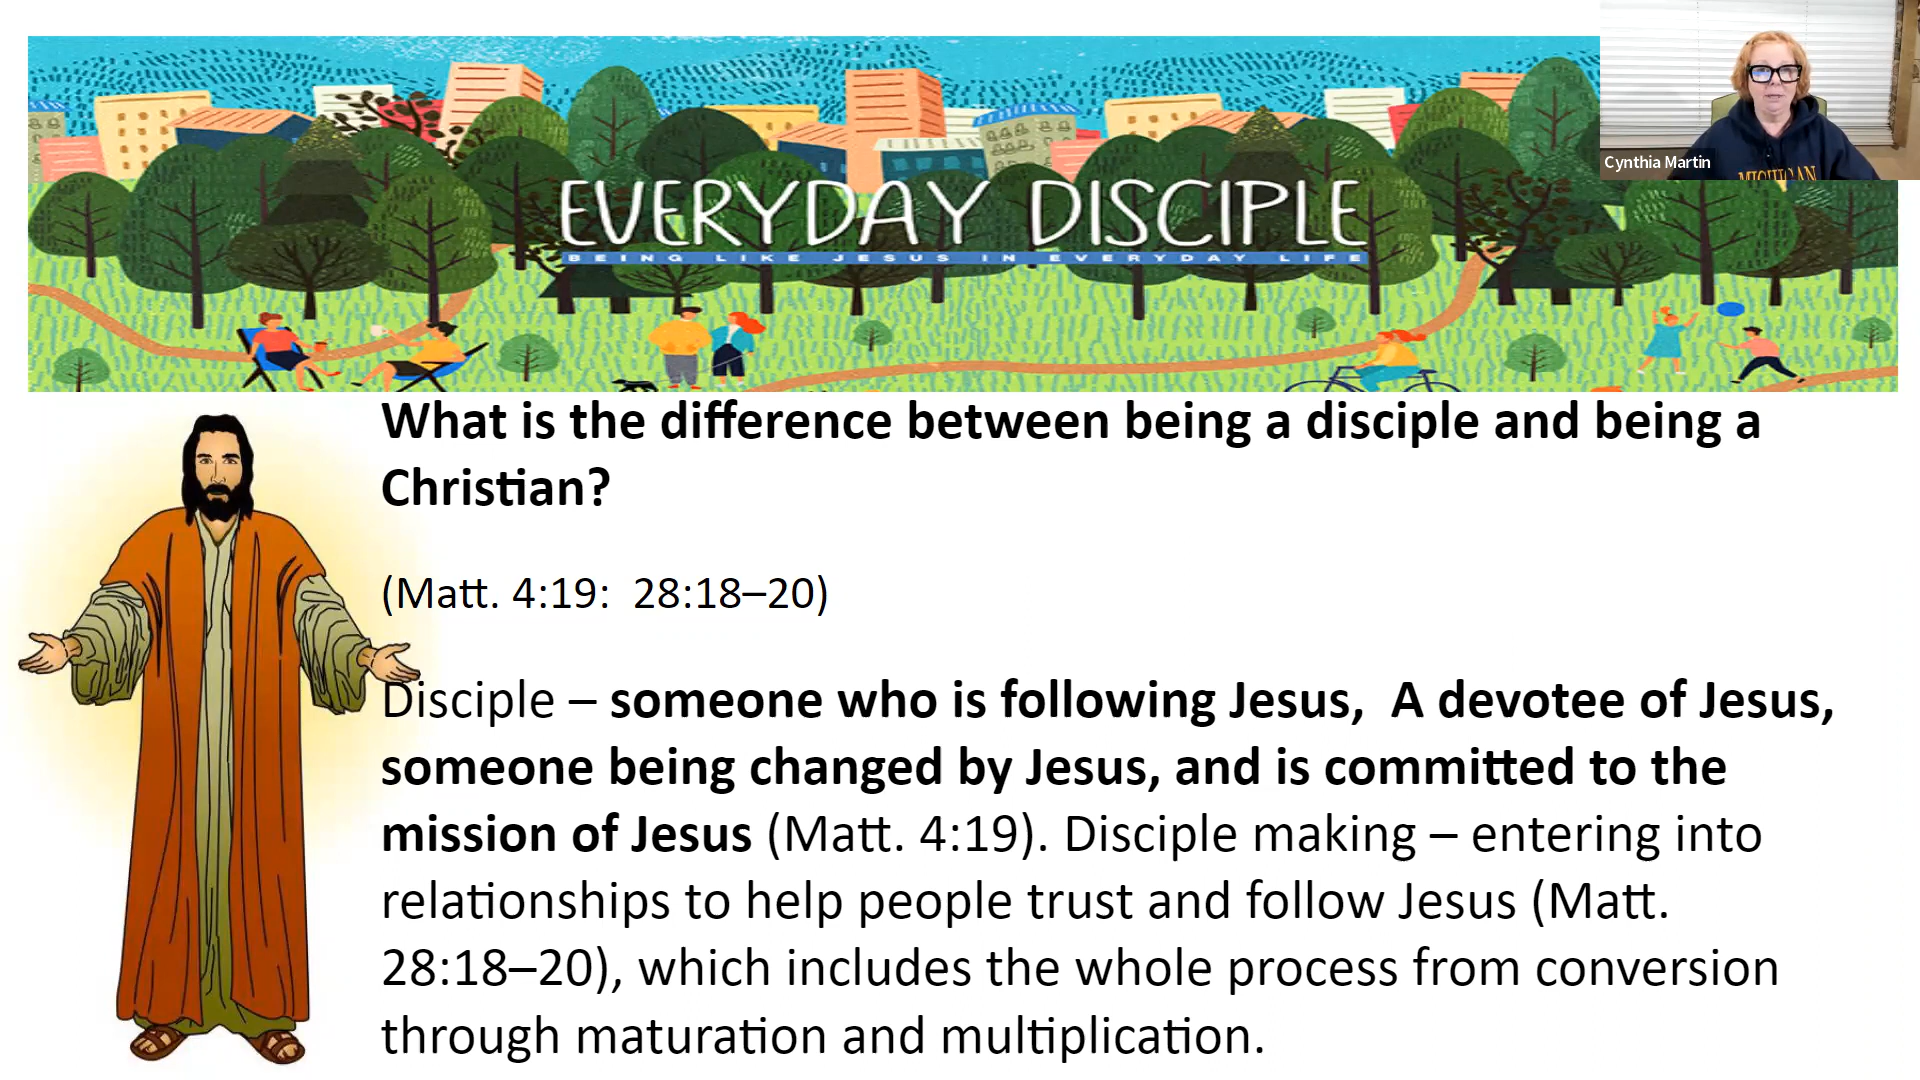 Cynthia Martin
MICHIGAN
EVERYDAY DISCIPLE
BEING LIKE JESUS IN EVERYDAY LIFE
What is the difference between being a disciple and being a
Christian?
(Matt. 4:19:  28:18–20)
Disciple – someone who is following Jesus,  A devotee of Jesus,
someone being changed by Jesus, and is committed to the
mission of Jesus (Matt. 4:19). Disciple making – entering into
relationships to help people trust and follow Jesus (Matt.
28:18–20), which includes the whole process from conversion
through maturation and multiplication.